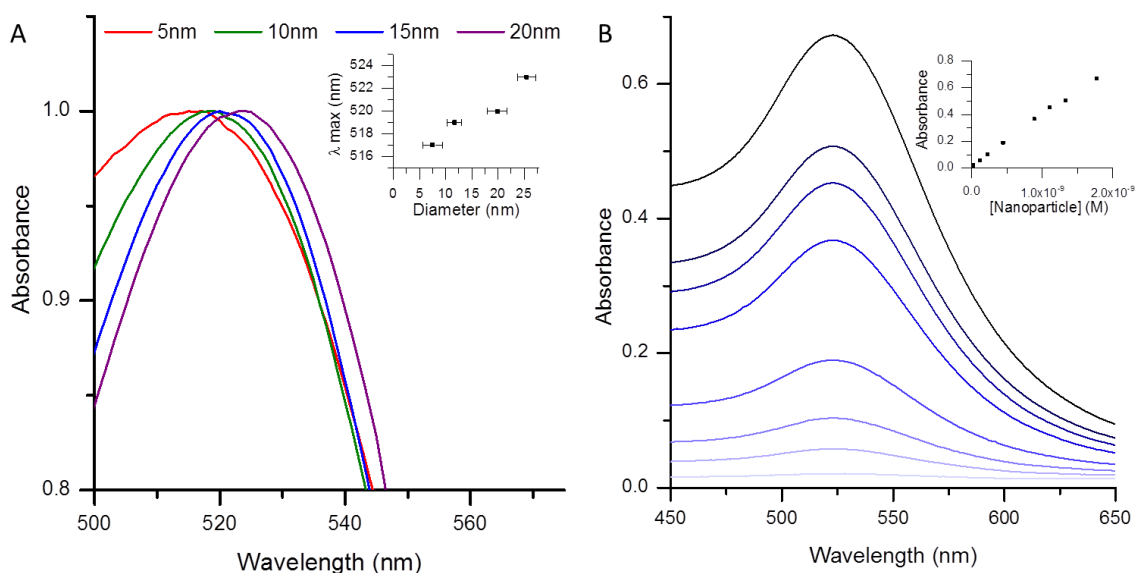 A
5nm 10nm 15nm 20nm
Absorbance
1.0
0.9
0.8
500 520 540 560
Wavelength (nm)
λ max (nm)
524
522
520
518
516
0 5 10 15 20 25
Diameter (nm)
B
Absorbance
0.6
0.4
0.2
0.0
450 500 550 600 650
Wavelength (nm)
Absorbance
0.8
0.6
0.4
0.2
0.0
0.0 1.0x10⁻⁹ 2.0x10⁻⁹
[Nanoparticle] (M)